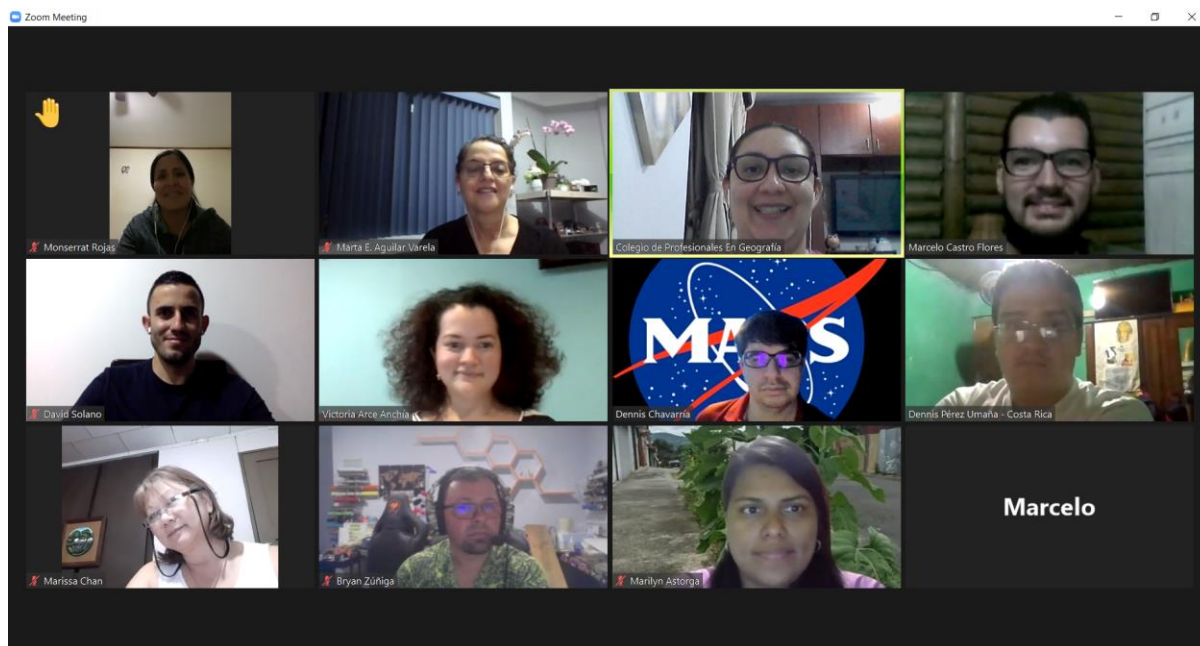 Zoom Meeting
Monserrat Rojas
Marta E. Aguilar Varela
Colegio de Profesionales En Geografía
Marcelo Castro Flores
David Solano
Victoria Arce Anchía
MARS
Dennis Chavarría
Dennis Pérez Umaña - Costa Rica
Marissa Chan
Bryan Zúñiga
Marilyn Astorga
Marcelo